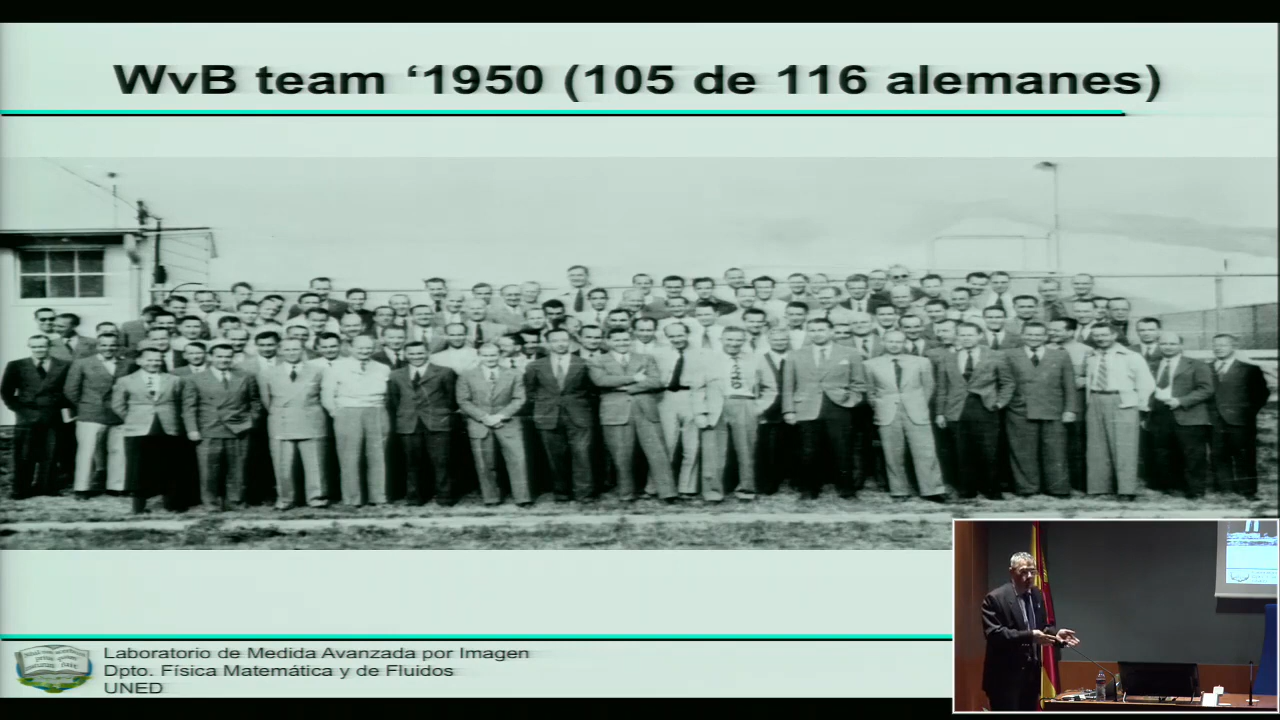 WvB team ‘1950 (105 de 116 alemanes)
Laboratorio de Medida Avanzada por Imagen
Dpto. Física Matemática y de Fluidos
UNED